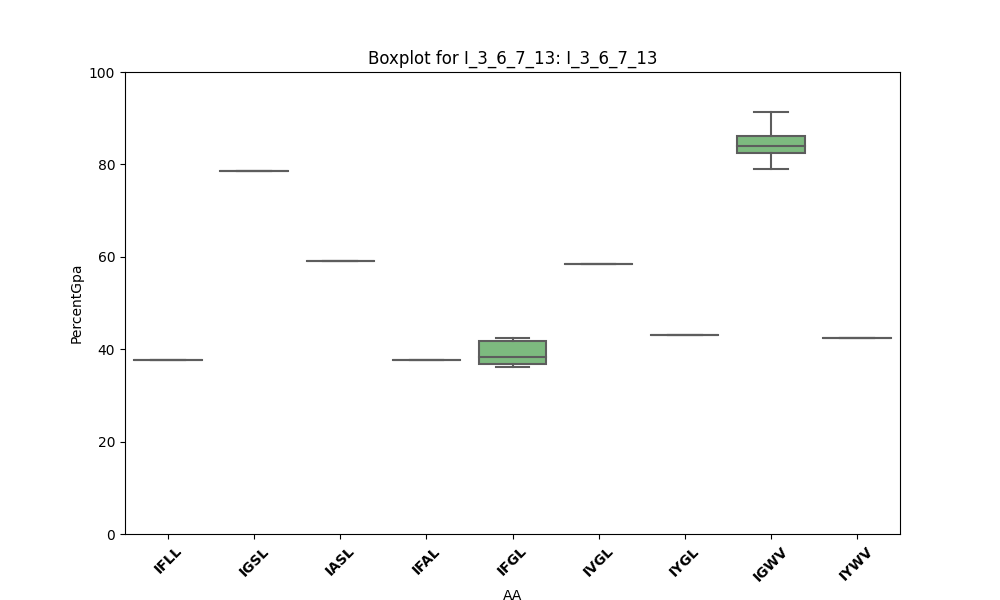 Boxplot for I_3_6_7_13: I_3_6_7_13
100
80
60
40
20
0
PercentGpa
IFLL
IGSL
IASL
IFAL
IFGL
IVGL
IYGL
IGWV
IYWV
AA